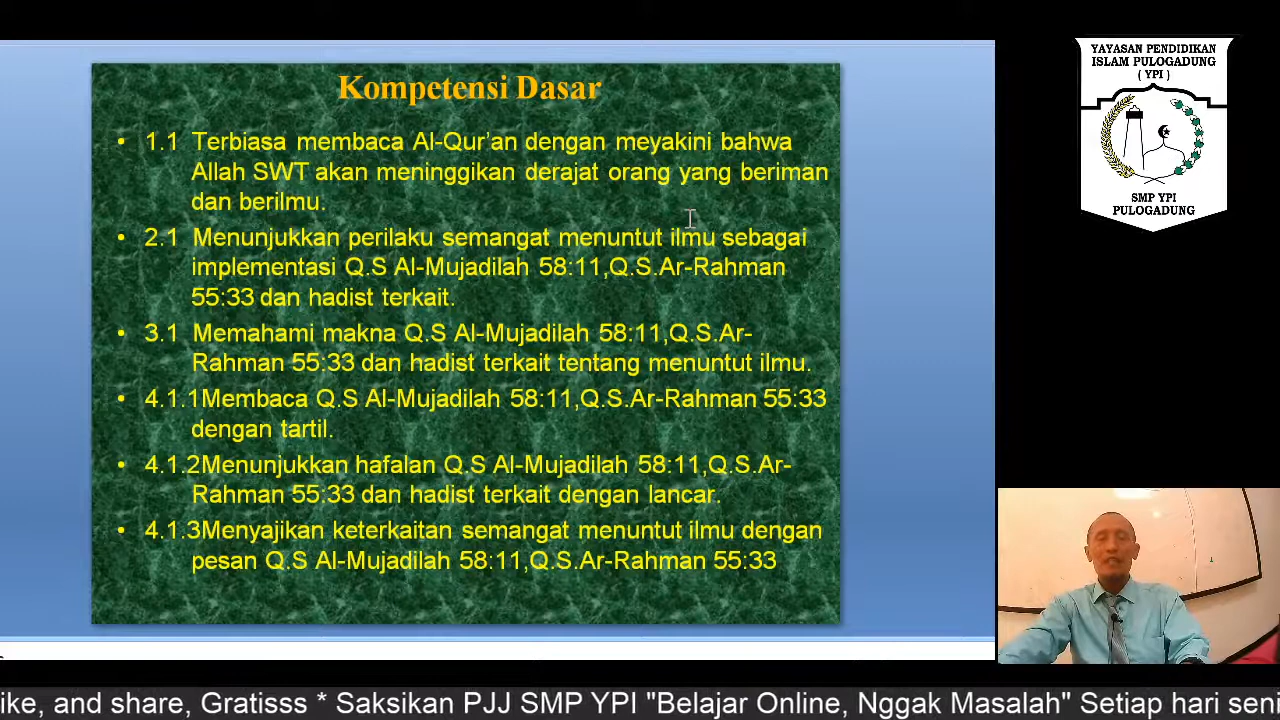 Kompetensi Dasar
• 1.1 Terbiasa membaca Al-Qur’an dengan meyakini bahwa
Allah SWT akan meninggikan derajat orang yang beriman
dan berilmu.
• 2.1 Menunjukkan perilaku semangat menuntut ilmu sebagai
implementasi Q.S Al-Mujadilah 58:11,Q.S.Ar-Rahman
55:33 dan hadist terkait.
• 3.1 Memahami makna Q.S Al-Mujadilah 58:11,Q.S.Ar-
Rahman 55:33 dan hadist terkait tentang menuntut ilmu.
• 4.1.1Membaca Q.S Al-Mujadilah 58:11,Q.S.Ar-Rahman 55:33
dengan tartil.
• 4.1.2Menunjukkan hafalan Q.S Al-Mujadilah 58:11,Q.S.Ar-
Rahman 55:33 dan hadist terkait dengan lancar.
• 4.1.3Menyajikan keterkaitan semangat menuntut ilmu dengan
pesan Q.S Al-Mujadilah 58:11,Q.S.Ar-Rahman 55:33
YAYASAN PENDIDIKAN
ISLAM PULOGADUNG
( YPI )
SMP YPI
PULOGADUNG
ike, and share, Gratisss * Saksikan PJJ SMP YPI "Belajar Online, Nggak Masalah" Setiap hari seni